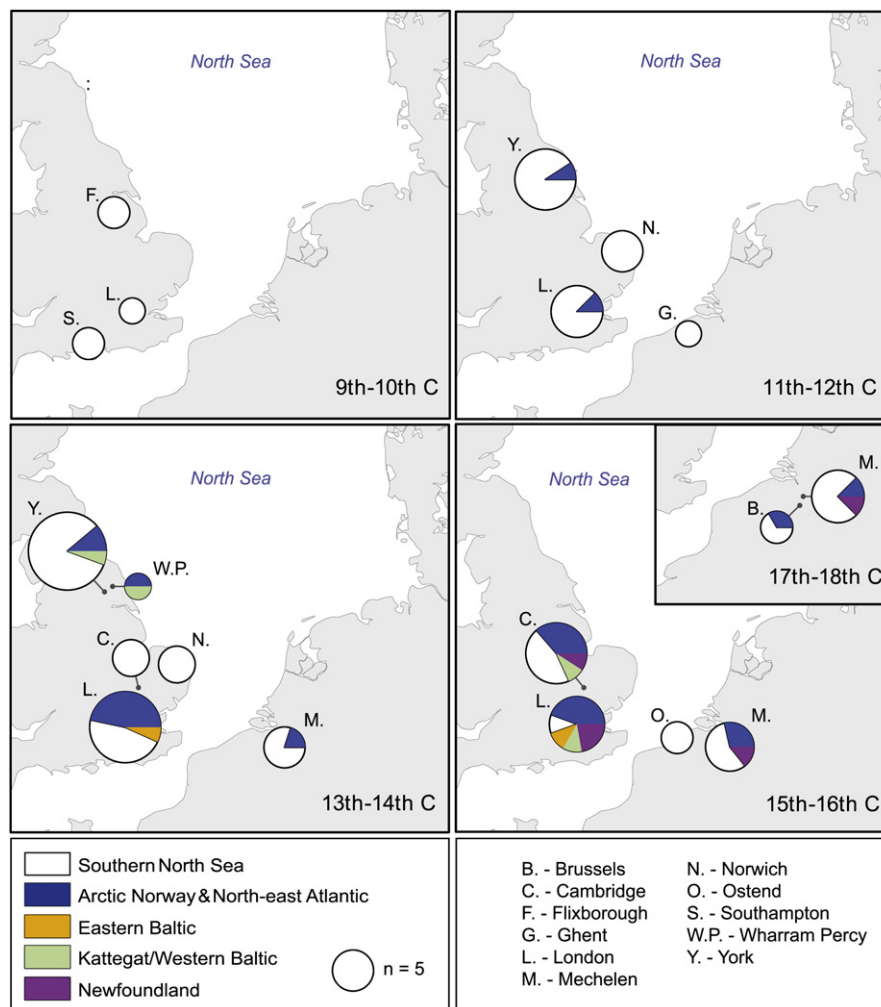 North Sea
:
F.
L.
S.
9th-10th C
North Sea
Y.
N.
L.
G.
11th-12th C
North Sea
Y.
W.P.
C.
N.
L.
M.
13th-14th C
North Sea
M.
B.
17th-18th C
C.
L.
O.
M.
15th-16th C
Southern North Sea
Arctic Norway & North-east Atlantic
Eastern Baltic
Kattegat/Western Baltic
Newfoundland
n = 5
B. - Brussels
C. - Cambridge
F. - Flixborough
G. - Ghent
L. - London
M. - Mechelen
N. - Norwich
O. - Ostend
S. - Southampton
W.P. - Wharram Percy
Y. - York